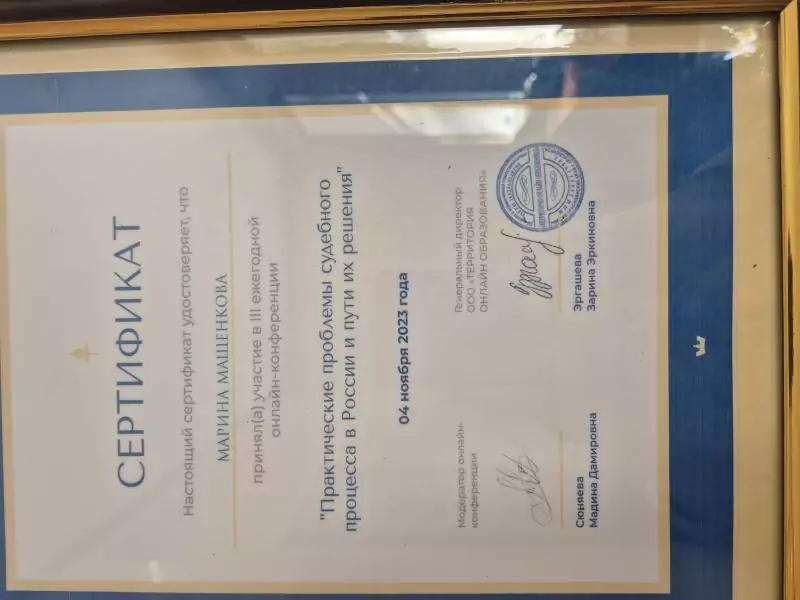 СЕРТИФИКАТ
Настоящий сертификат удостоверяет, что
МАРИНА МАЩЕНКОВА
принял(а) участие в III ежегодной
онлайн-конференции
"Практические проблемы судебного
процесса в России и пути их решения"
04 ноября 2023 года
Модератор онлайн-
конференции
Сюняева
Мадина Дамировна
Генеральный директор
ООО «ТЕРРИТОРИЯ
ОНЛАЙН ОБРАЗОВАНИЯ»
Эргашева
Зарина Эркиновна